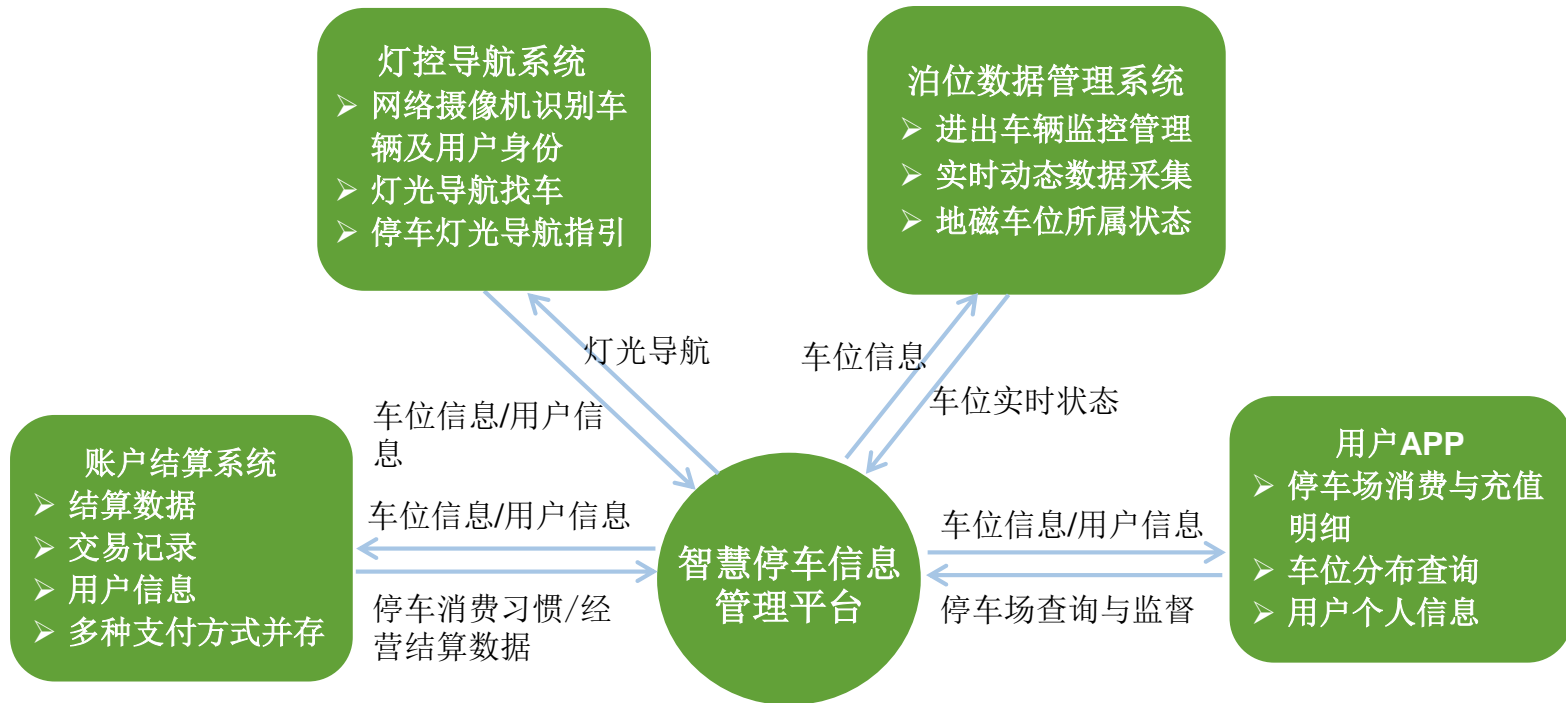 灯控导航系统
➢ 网络摄像机识别车
辆及用户身份
➢ 灯光导航找车
➢ 停车灯光导航指引
泊位数据管理系统
➢ 进出车辆监控管理
➢ 实时动态数据采集
➢ 地磁车位所属状态
灯光导航
车位信息
车位信息/用户信
息
车位实时状态
账户结算系统
➢ 结算数据
➢ 交易记录
➢ 用户信息
➢ 多种支付方式并存
车位信息/用户信息
停车消费习惯/经
营结算数据
智慧停车信息
管理平台
车位信息/用户信息
停车场查询与监督
用户APP
➢ 停车场消费与充值
明细
➢ 车位分布查询
➢ 用户个人信息